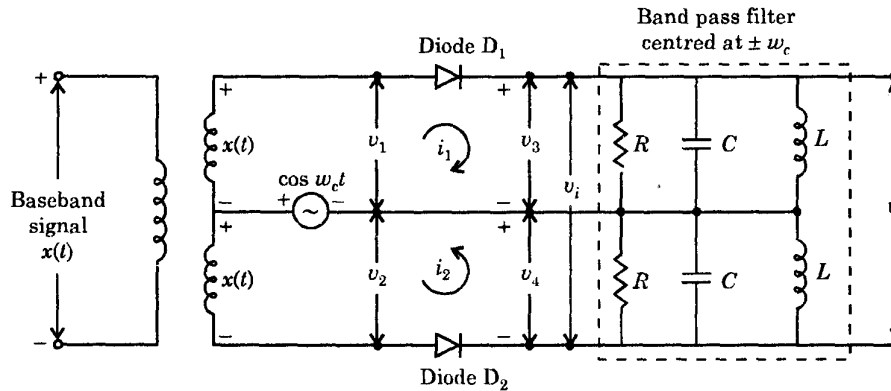 Band pass filter
centred at ± w_c
Diode D₁
+
+
+
+
x(t)
v₁
i₁
v₃
v_i
R
C
L
cos w_c t
−
+
~
−
−
Baseband
signal
x(t)
+
+
x(t)
v₂
i₂
v₄
R
C
L
−
−
−
Diode D₂